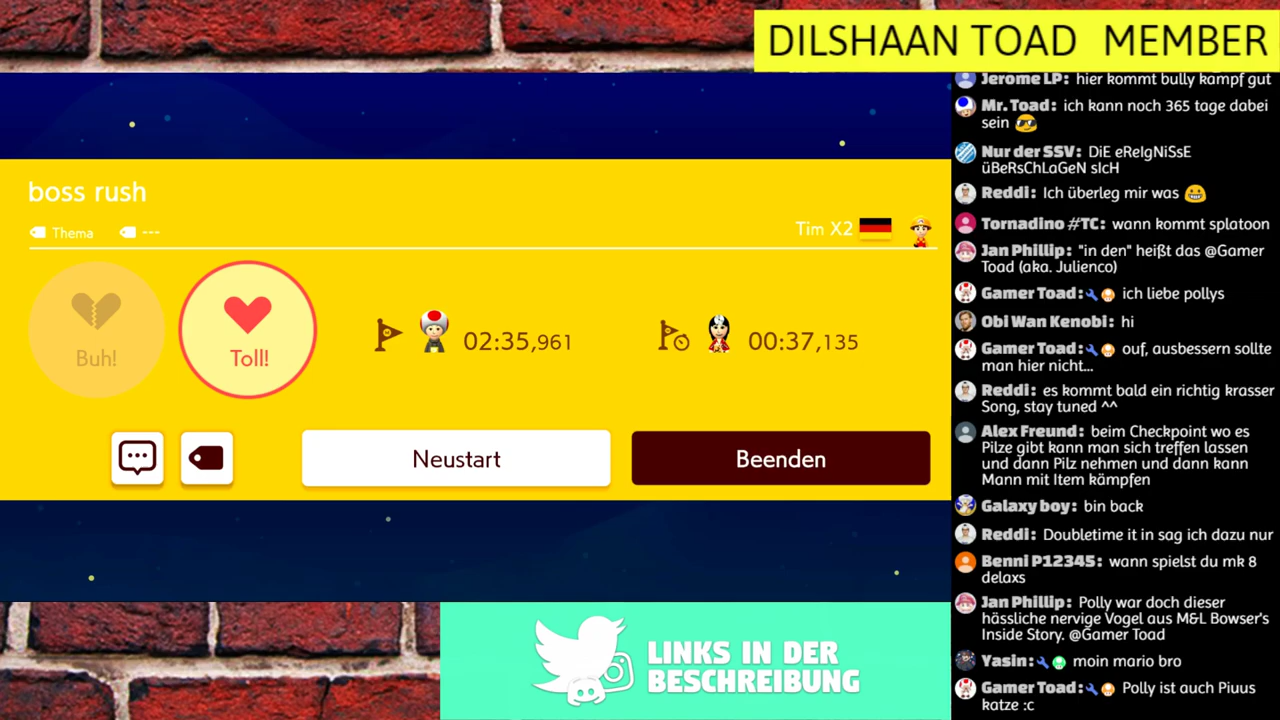 DILSHAAN TOAD MEMBER
boss rush
Thema
---
Tim X2
Buh!
Toll!
02:35,961
00:37,135
Neustart
Beenden
LINKS IN DER
BESCHREIBUNG
Jerome LP: hier kommt bully kampf gut
Mr. Toad: ich kann noch 365 tage dabei
sein 😎
Nur der SSV: DiE eReIgNiSsE
üBeRsChLaGeN sIcH
Reddi: Ich überleg mir was 😬
Tornadino #TC: wann kommt splatoon
Jan Phillip: "in den" heißt das @Gamer
Toad (aka. Julienco)
Gamer Toad: ich liebe pollys
Obi Wan Kenobi: hi
Gamer Toad: ouf, ausbessern sollte
man hier nicht...
Reddi: es kommt bald ein richtig krasser
Song, stay tuned ^^
Alex Freund: beim Checkpoint wo es
Pilze gibt kann man sich treffen lassen
und dann Pilz nehmen und dann kann
Mann mit Item kämpfen
Galaxy boy: bin back
Reddi: Doubletime it in sag ich dazu nur
Benni P12345: wann spielst du mk 8
delaxs
Jan Phillip: Polly war doch dieser
hässliche nervige Vogel aus M&L Bowser's
Inside Story. @Gamer Toad
Yasin: moin mario bro
Gamer Toad: Polly ist auch Piuus
katze :c